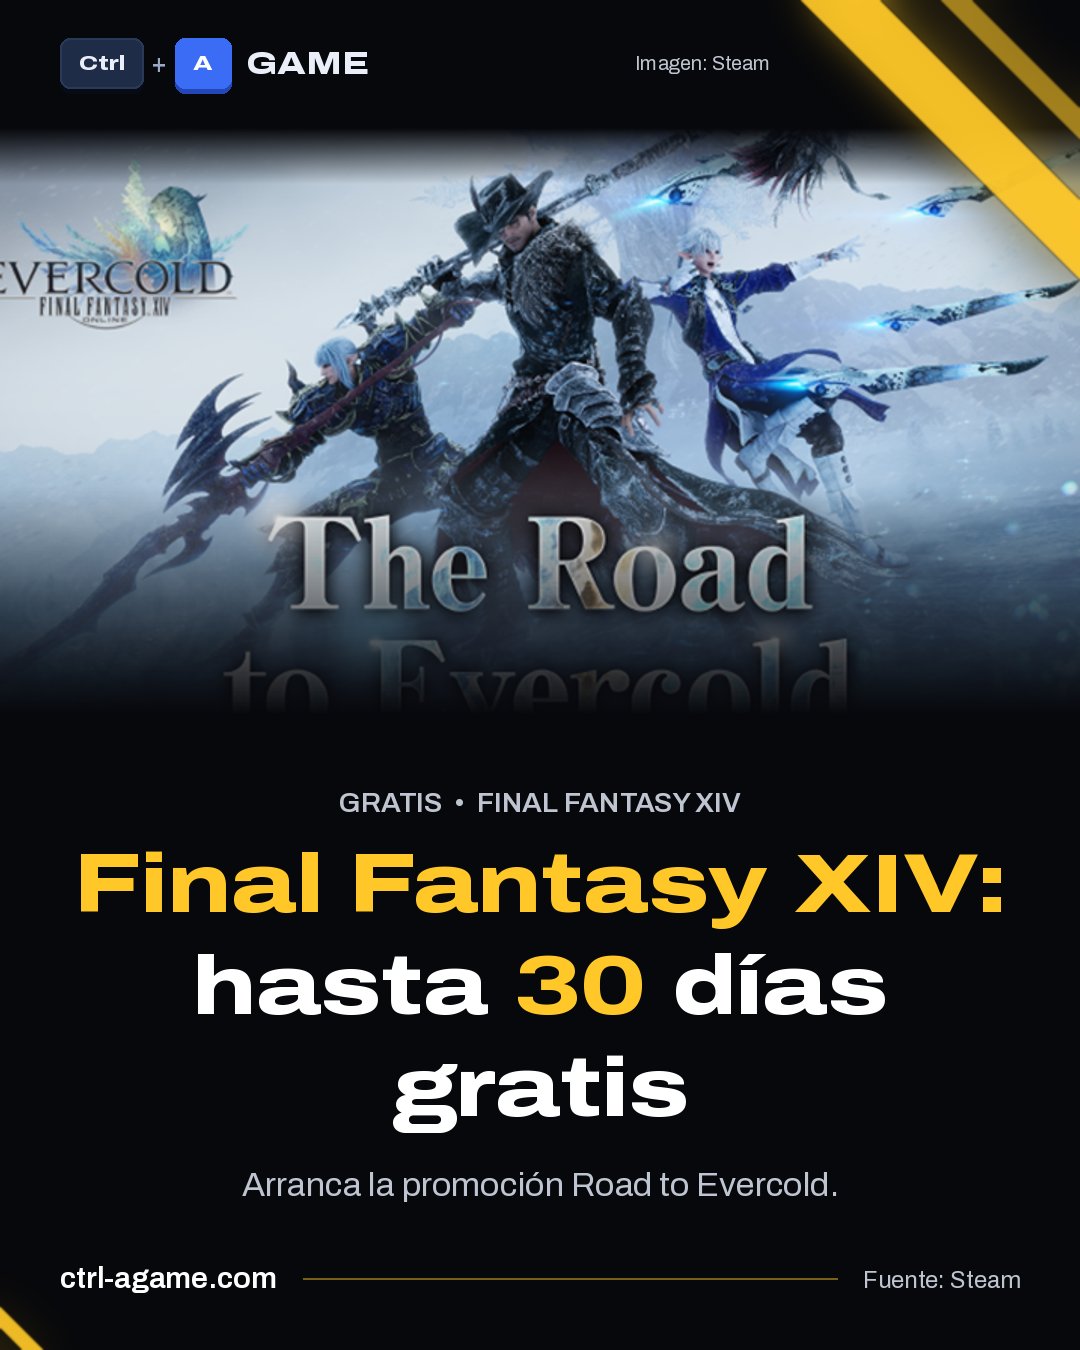 Ctrl + A GAME
Imagen: Steam
EVERCOLD
FINAL FANTASY XIV
ONLINE
The Road
to Evercold
GRATIS • FINAL FANTASY XIV
Final Fantasy XIV:
hasta 30 días
gratis
Arranca la promoción Road to Evercold.
ctrl-agame.com
Fuente: Steam